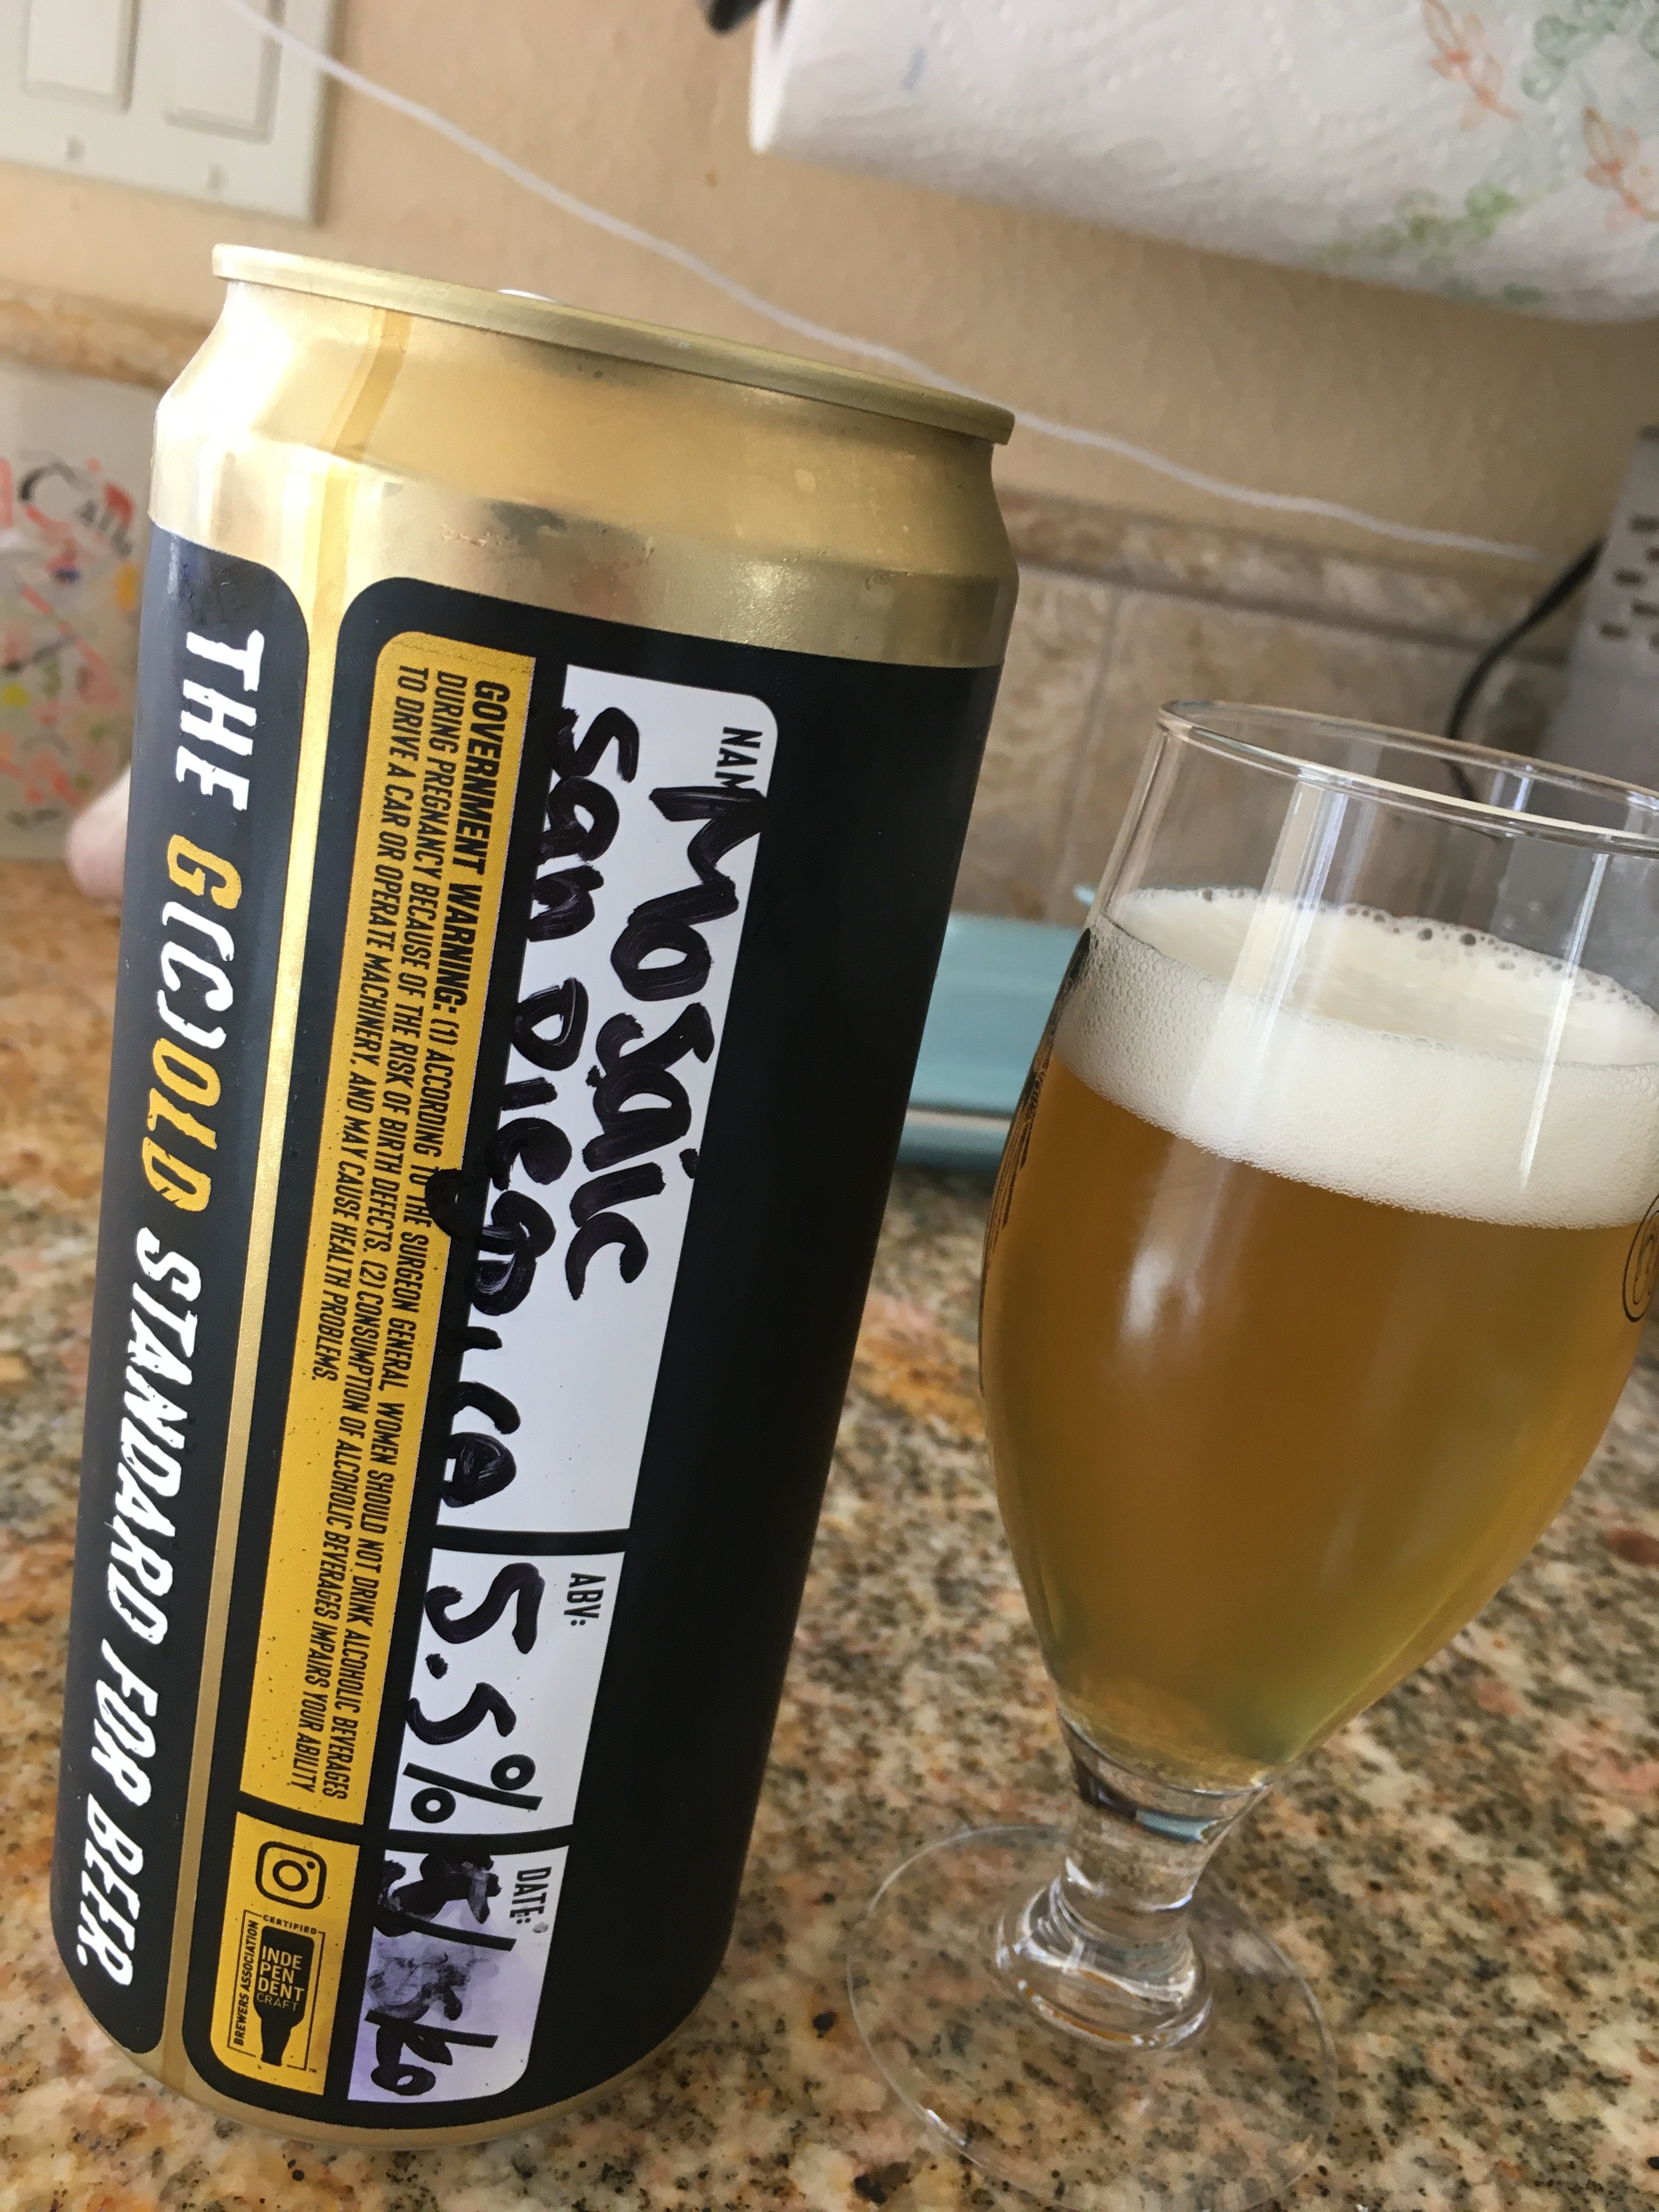 THE G(C)OLD STANDARD FOR BEER.
NAM
Mosaic
San Diego Juice
ABV:
5.5%
DATE:
GOVERNMENT WARNING: (1) ACCORDING TO THE SURGEON GENERAL, WOMEN SHOULD NOT DRINK ALCOHOLIC BEVERAGES
DURING PREGNANCY BECAUSE OF THE RISK OF BIRTH DEFECTS. (2) CONSUMPTION OF ALCOHOLIC BEVERAGES IMPAIRS YOUR ABILITY
TO DRIVE A CAR OR OPERATE MACHINERY, AND MAY CAUSE HEALTH PROBLEMS.
CERTIFIED
INDE
PEN
DENT
CRAFT
BREWERS ASSOCIATION
TM